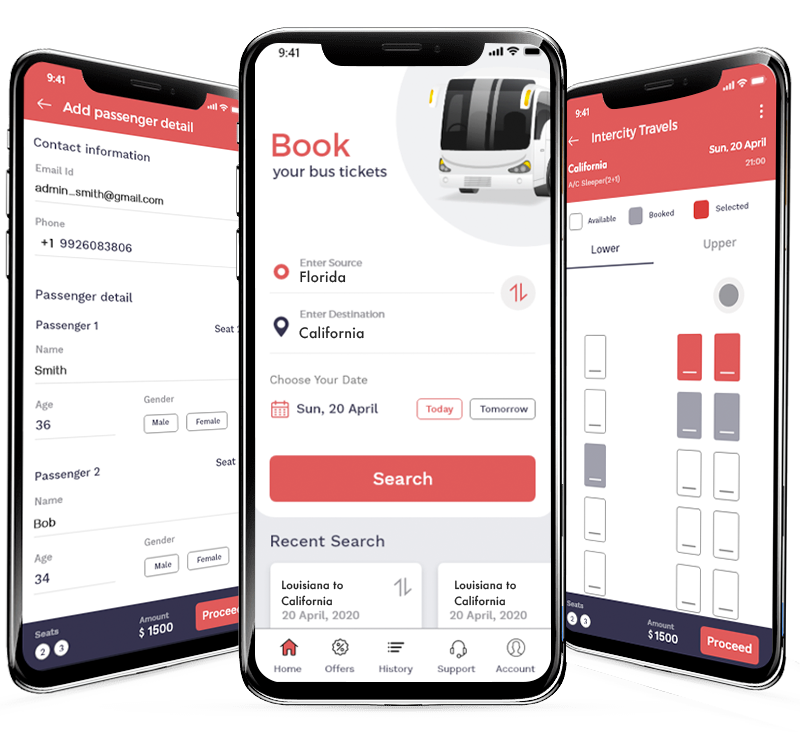 9:41
Add passenger detail
Contact information
Email Id
admin_smith@gmail.com
Phone
+1 9926083806
Passenger detail
Passenger 1
Seat
Name
Smith
Age
Gender
36
Male
Female
Passenger 2
Seat
Name
Bob
Age
Gender
34
Male
Female
Seats
2 3
Amount
$ 1500
Proceed
9:41
Book
your bus tickets
Enter Source
Florida
Enter Destination
California
Choose Your Date
Sun, 20 April
Today
Tomorrow
Search
Recent Search
Louisiana to
California
20 April, 2020
Louisiana to
California
20 April, 2020
Home
Offers
History
Support
Account
9:41
Intercity Travels
California
Sun, 20 April
A/C Sleeper(2+1)
21:00
Available
Booked
Selected
Lower
Upper
Seats
2 3
Amount
$ 1500
Proceed